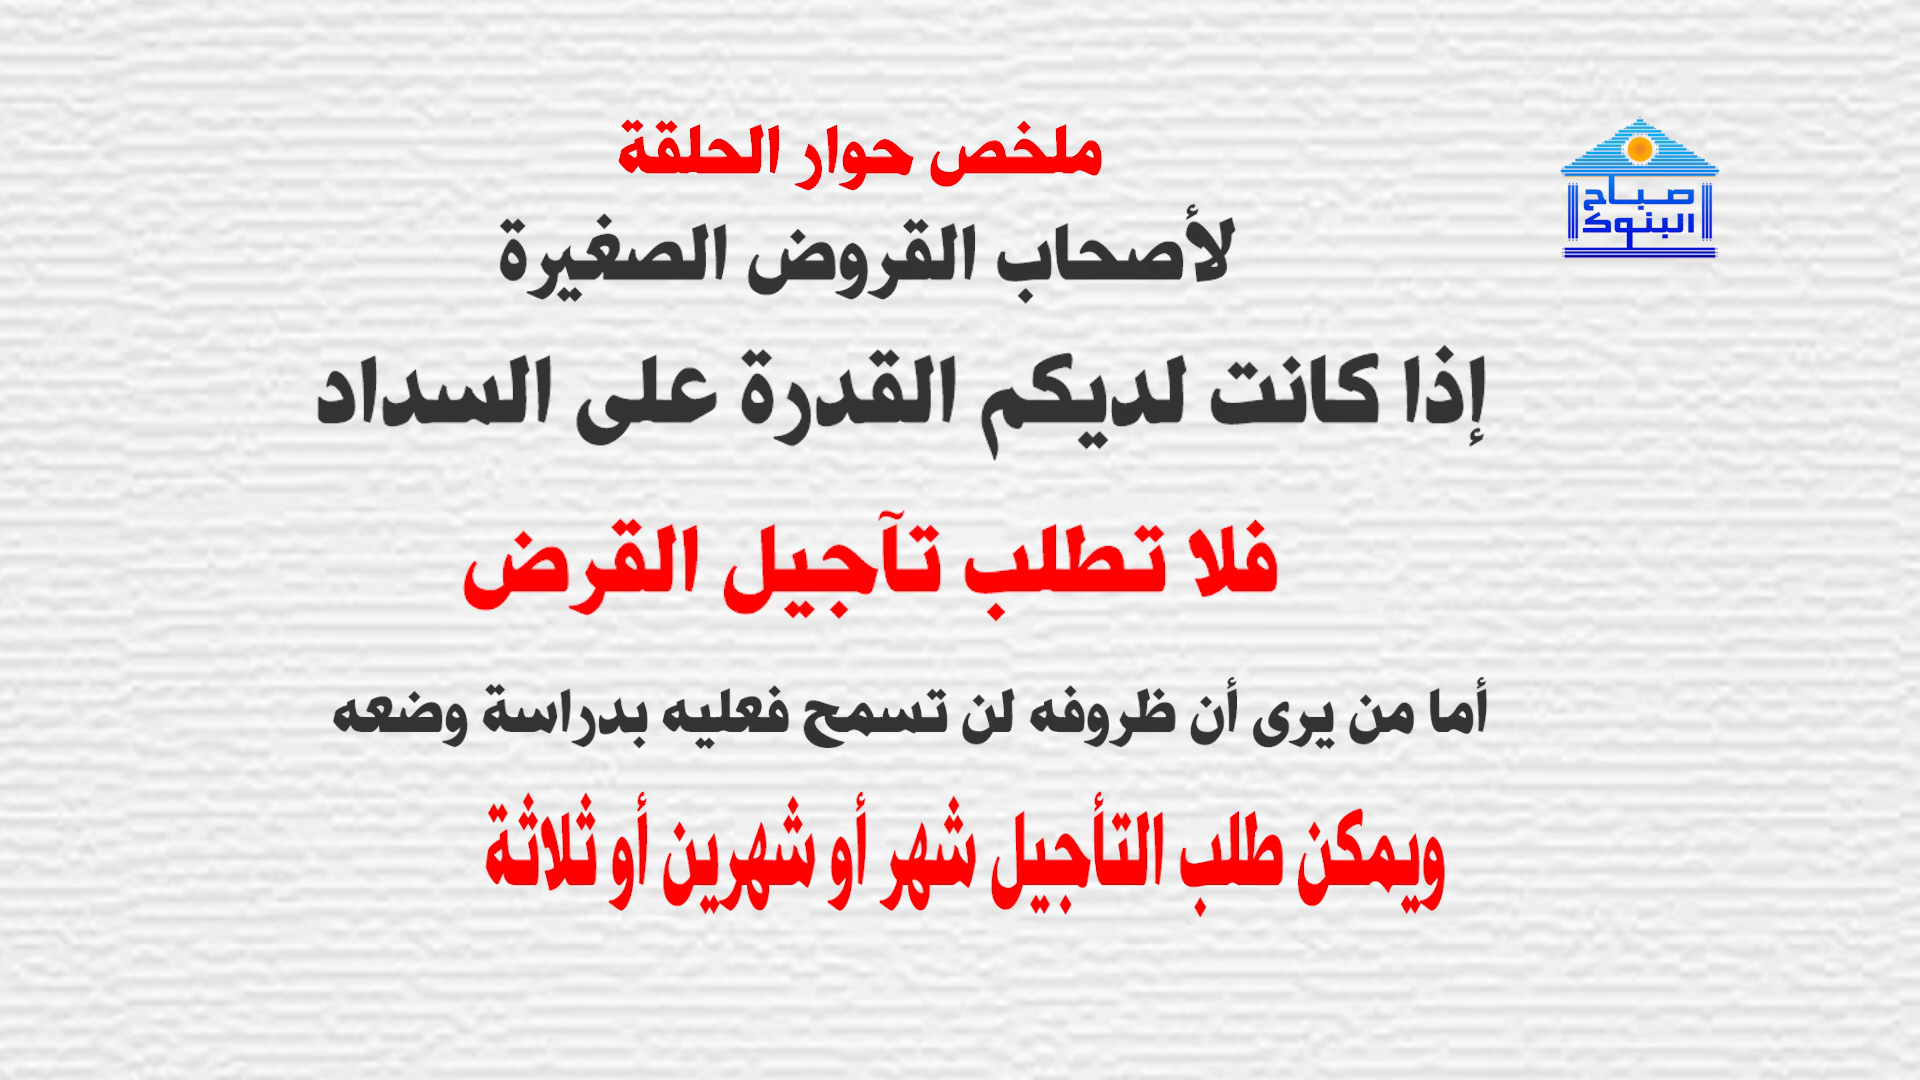 ملخص حوار الحلقة
صباح
البنوك
لأصحاب القروض الصغيرة
إذا كانت لديكم القدرة على السداد
فلا تطلب تآجيل القرض
أما من يرى أن ظروفه لن تسمح فعليه بدراسة وضعه
ويمكن طلب التأجيل شهر أو شهرين أو ثلاثة